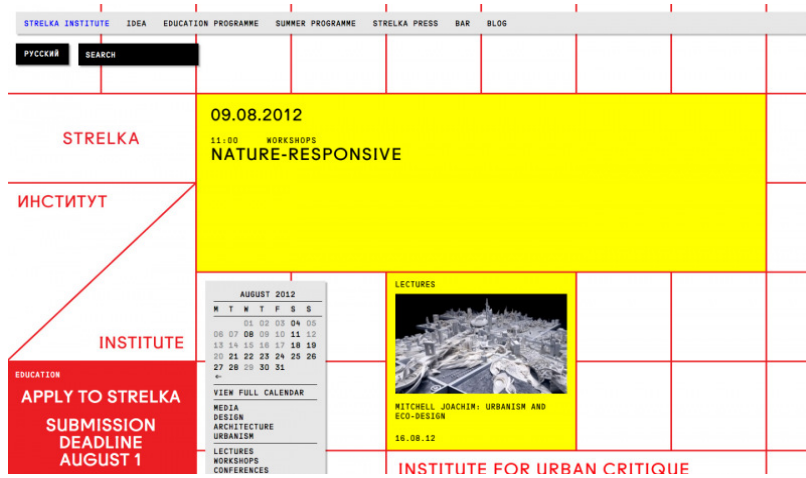 STRELKA INSTITUTE IDEA EDUCATION PROGRAMME SUMMER PROGRAMME STRELKA PRESS BAR BLOG
РУССКИЙ SEARCH
09.08.2012
11:00 WORKSHOPS
NATURE-RESPONSIVE
STRELKA
ИНСТИТУТ
INSTITUTE
EDUCATION
APPLY TO STRELKA
SUBMISSION
DEADLINE
AUGUST 1
AUGUST 2012
M T W T F S S
01 02 03 04 05
06 07 08 09 10 11 12
13 14 15 16 17 18 19
20 21 22 23 24 25 26
27 28 29 30 31
←
VIEW FULL CALENDAR
MEDIA
DESIGN
ARCHITECTURE
URBANISM
LECTURES
WORKSHOPS
CONFERENCES
LECTURES
MITCHELL JOACHIM: URBANISM AND
ECO-DESIGN
16.08.12
INSTITUTE FOR URBAN CRITIQUE